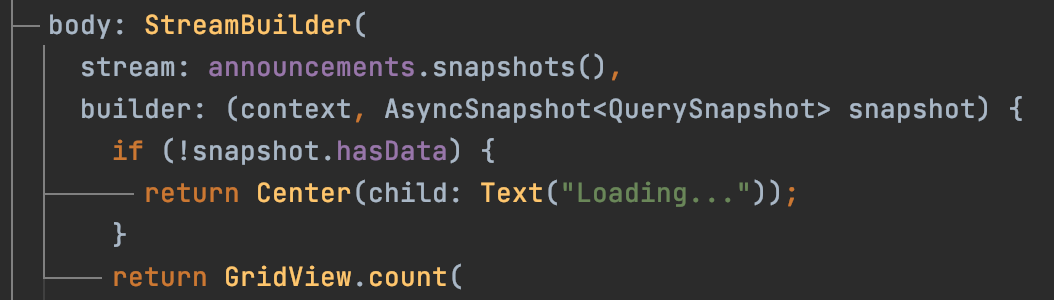 body: StreamBuilder(
stream: announcements.snapshots(),
builder: (context, AsyncSnapshot<QuerySnapshot> snapshot) {
if (!snapshot.hasData) {
return Center(child: Text("Loading..."));
}
return GridView.count(